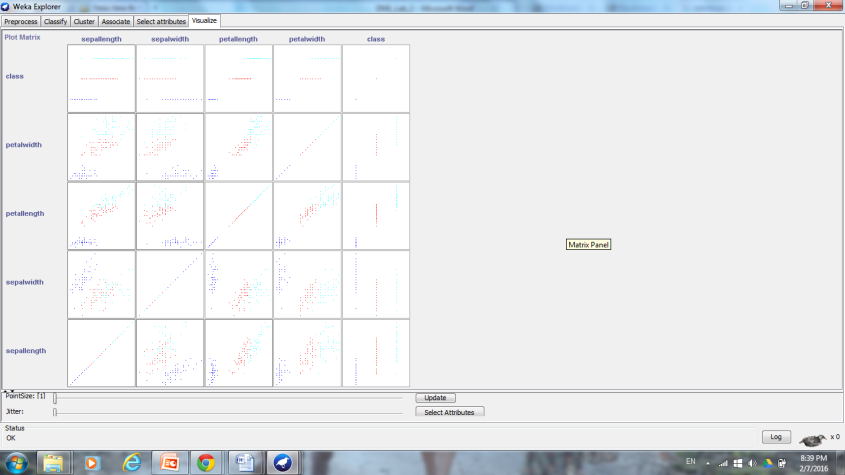 Weka Explorer
Preprocess Classify Cluster Associate Select attributes Visualize
Plot Matrix sepallength sepalwidth petallength petalwidth class
class
petalwidth
petallength
Matrix Panel
sepalwidth
sepallength
PointSize: [1] Update
Jitter: Select Attributes
Status
OK Log x 0
EN 8:39 PM
2/7/2016